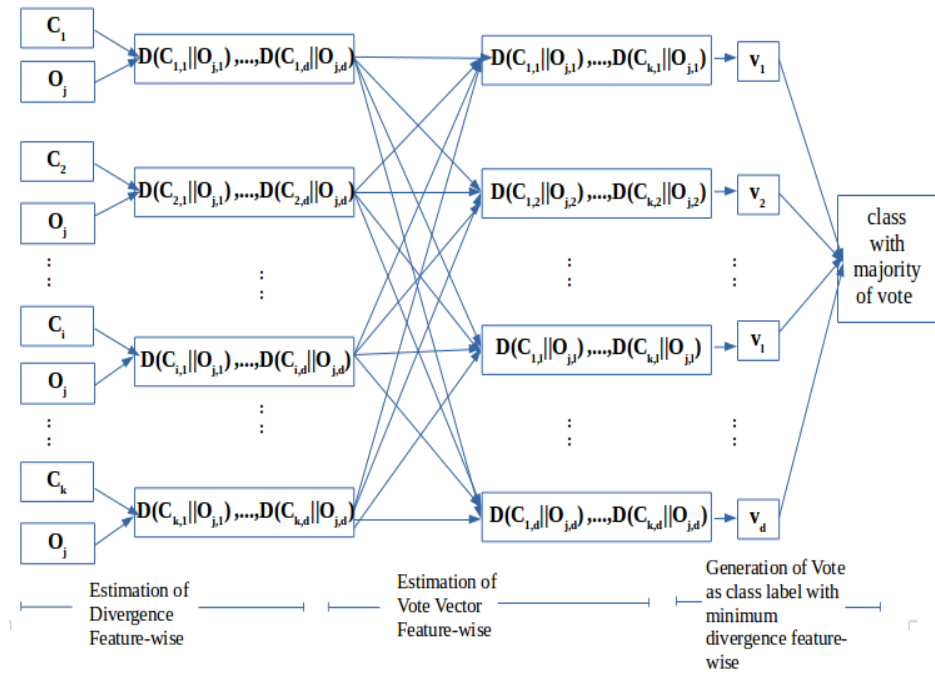 C₁
Oⱼ
D(C₁,₁||Oⱼ,₁) ,...,D(C₁,d||Oⱼ,d)
D(C₁,₁||Oⱼ,₁) ,...,D(Cₖ,₁||Oⱼ,₁)
v₁
C₂
Oⱼ
D(C₂,₁||Oⱼ,₁) ,...,D(C₂,d||Oⱼ,d)
D(C₁,₂||Oⱼ,₂) ,...,D(Cₖ,₂||Oⱼ,₂)
v₂
class
with
majority
of vote
Cᵢ
Oⱼ
D(Cᵢ,₁||Oⱼ,₁) ,...,D(Cᵢ,d||Oⱼ,d)
D(C₁,ₗ||Oⱼ,ₗ) ,...,D(Cₖ,ₗ||Oⱼ,ₗ)
vₗ
Cₖ
Oⱼ
D(Cₖ,₁||Oⱼ,₁) ,...,D(Cₖ,d||Oⱼ,d)
D(C₁,d||Oⱼ,d) ,...,D(Cₖ,d||Oⱼ,d)
v_d
Estimation of
Divergence
Feature-wise
Estimation of
Vote Vector
Feature-wise
Generation of Vote
as class label with
minimum
divergence feature-
wise